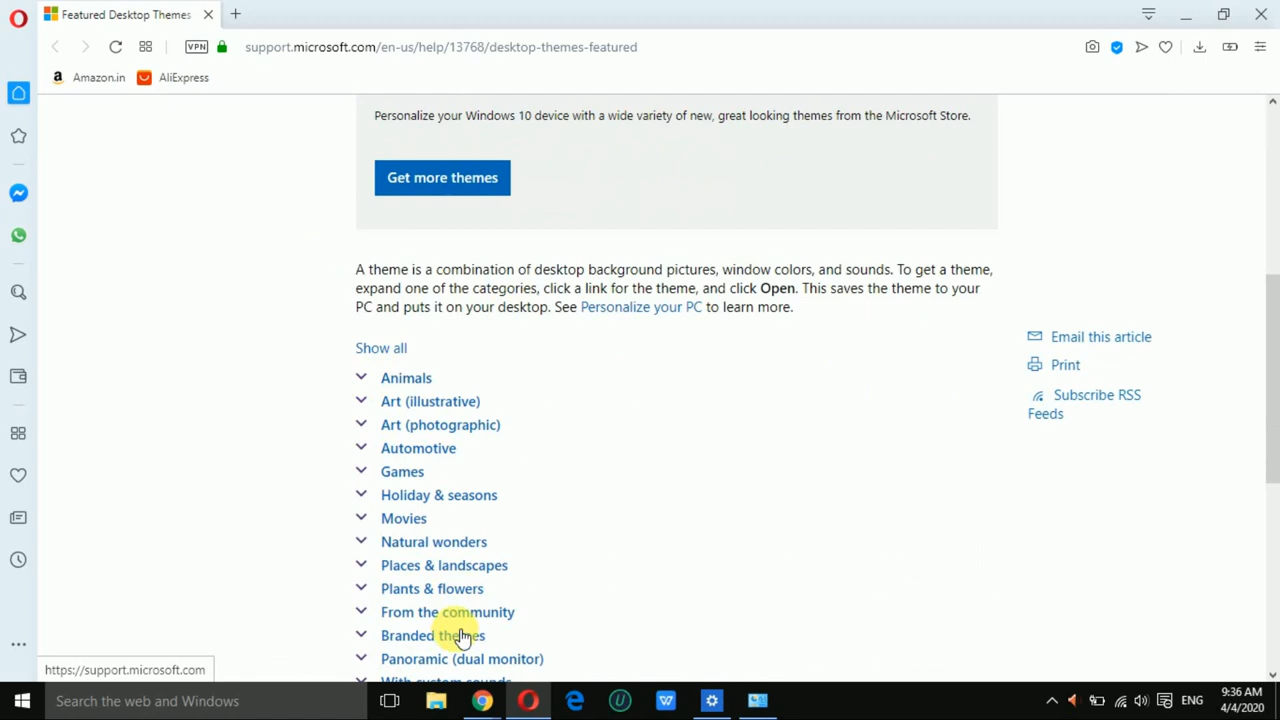 Featured Desktop Themes
VPN
support.microsoft.com/en-us/help/13768/desktop-themes-featured
Amazon.in
AliExpress
Personalize your Windows 10 device with a wide variety of new, great looking themes from the Microsoft Store.
Get more themes
A theme is a combination of desktop background pictures, window colors, and sounds. To get a theme,
expand one of the categories, click a link for the theme, and click Open. This saves the theme to your
PC and puts it on your desktop. See Personalize your PC to learn more.
Email this article
Print
Subscribe RSS
Feeds
Show all
Animals
Art (illustrative)
Art (photographic)
Automotive
Games
Holiday & seasons
Movies
Natural wonders
Places & landscapes
Plants & flowers
From the community
Branded themes
Panoramic (dual monitor)
With custom sounds
https://support.microsoft.com
Search the web and Windows
ENG
9:36 AM
4/4/2020